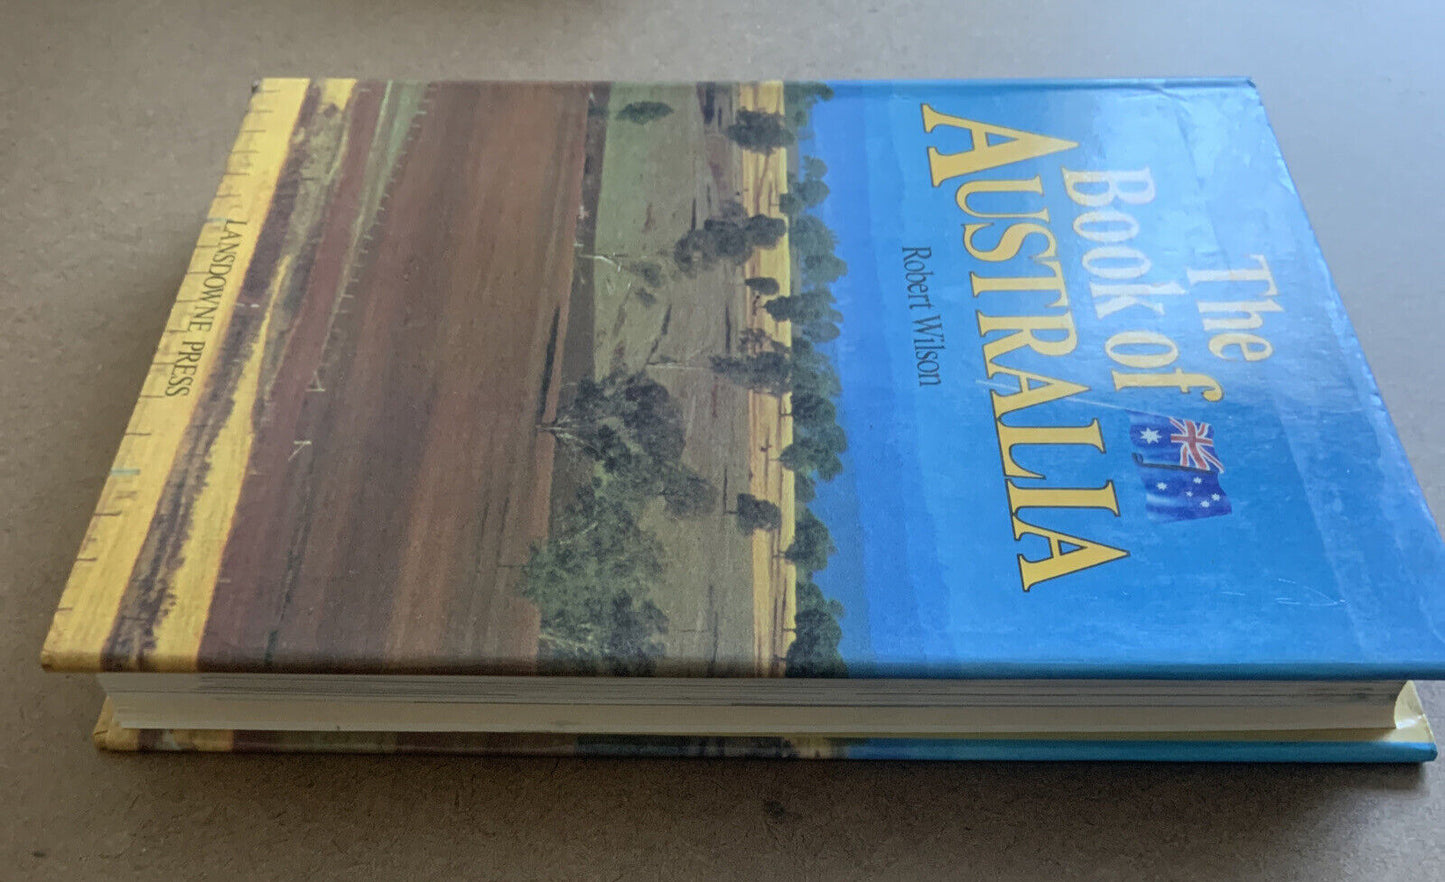 The
Book of
AUSTRALIA
Robert Wilson
LANSDOWNE PRESS